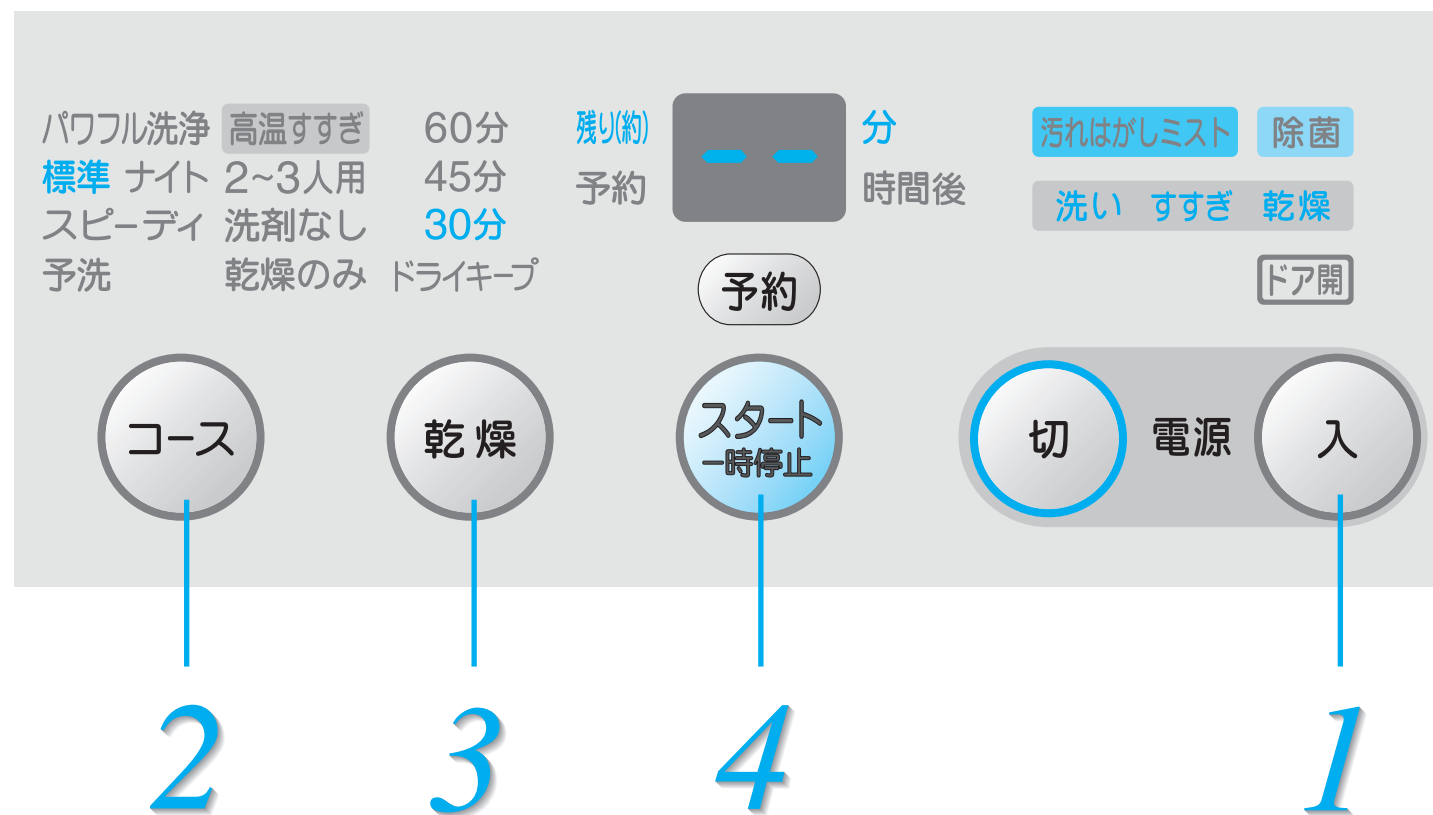 パワフル洗浄 高温すすぎ 60分 残り(約) -- 分 汚れはがしミスト 除菌
標準 ナイト 2~3人用 45分 予約 時間後
スピーディ 洗剤なし 30分 洗い すすぎ 乾燥
予洗 乾燥のみ ドライキープ 予約 ドア開
コース 乾燥 スタート 切 電源 入
一時停止
2 3 4 1